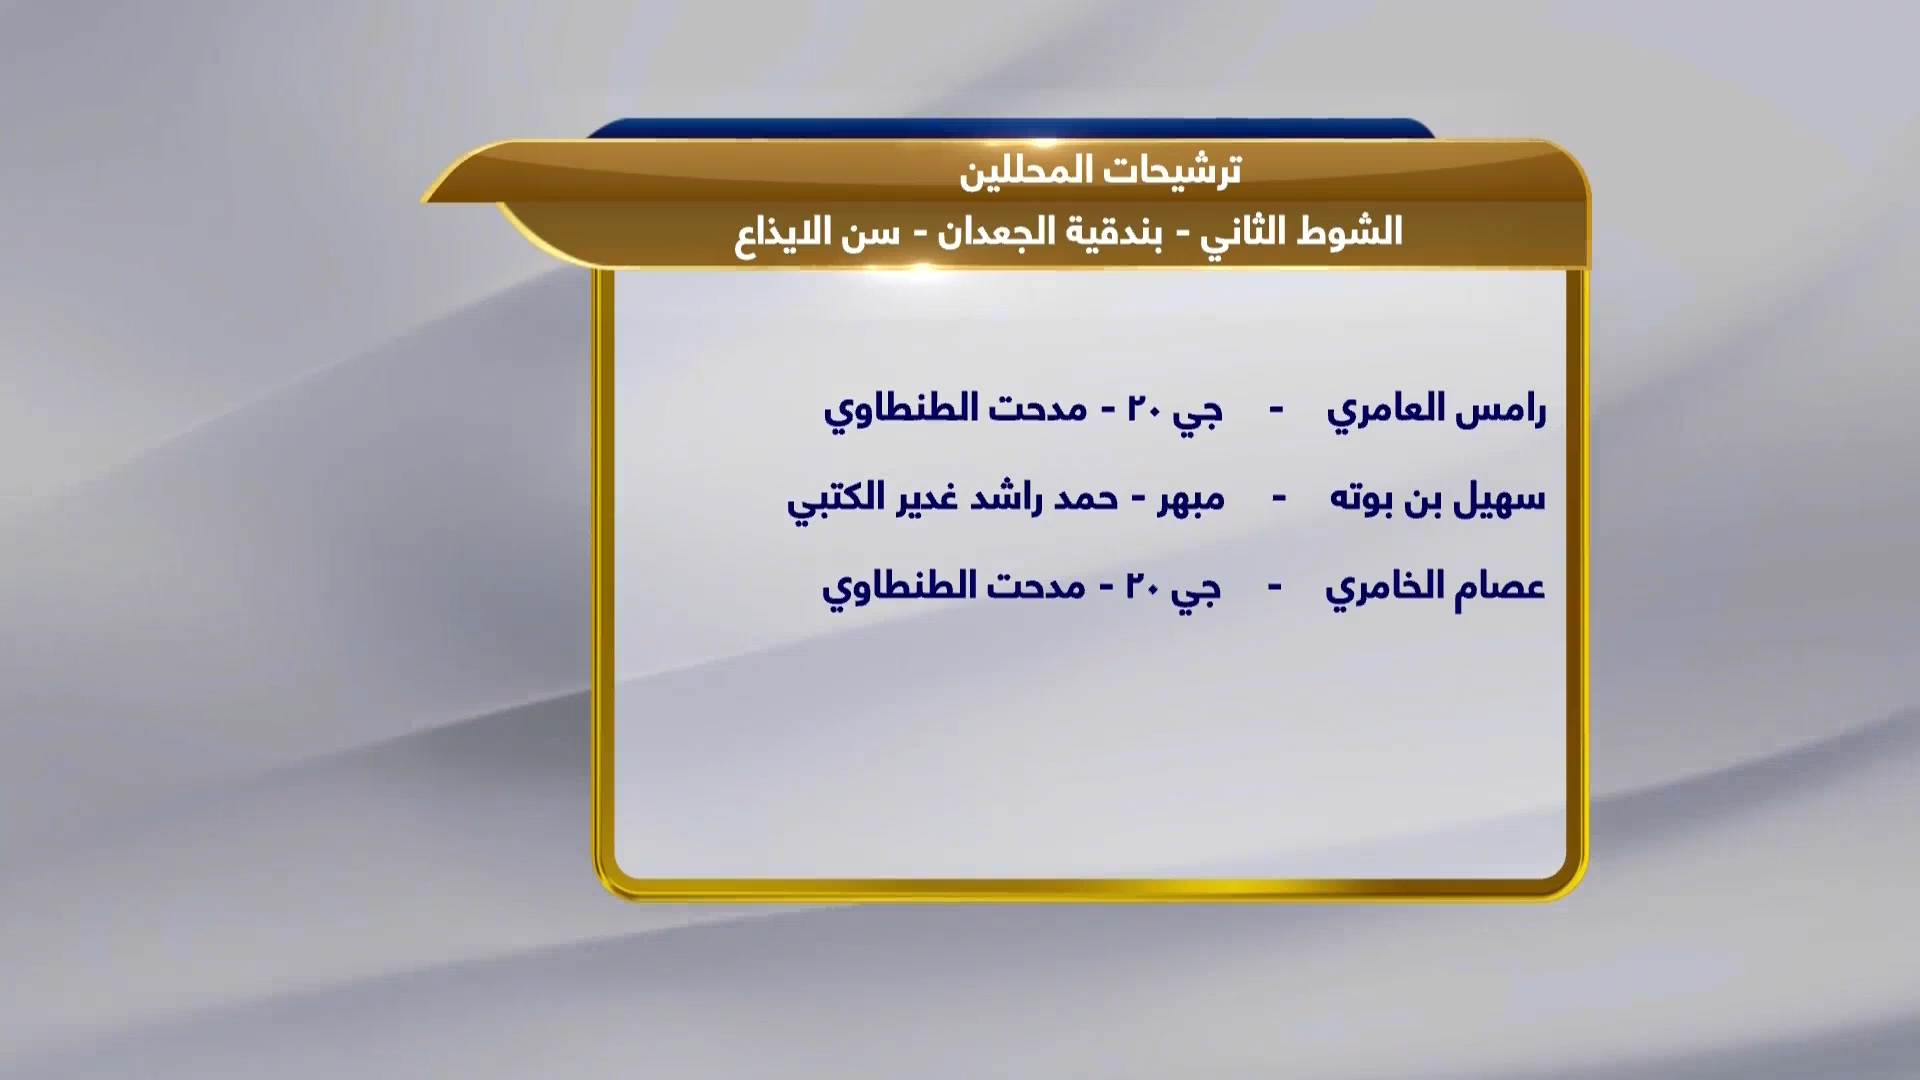 ترشيحات المحللين
الشوط الثاني - بندقية الجعدان - سن الايذاع
رامس العامري - جي ٢٠ - مدحت الطنطاوي
سهيل بن بوته - مبهر - حمد راشد غدير الكتبي
عصام الخامري - جي ٢٠ - مدحت الطنطاوي